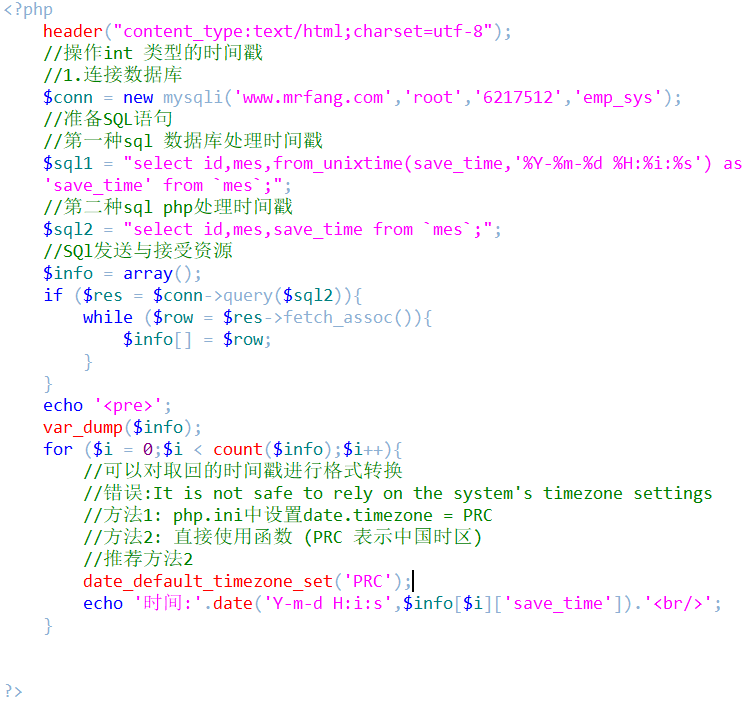 <?php
header("content_type:text/html;charset=utf-8");
//操作int 类型的时间戳
//1.连接数据库
$conn = new mysqli('www.mrfang.com','root','6217512','emp_sys');
//准备SQL语句
//第一种sql 数据库处理时间戳
$sql1 = "select id,mes,from_unixtime(save_time,'%Y-%m-%d %H:%i:%s') as
'save_time' from `mes`;";
//第二种sql php处理时间戳
$sql2 = "select id,mes,save_time from `mes`;";
//SQl发送与接受资源
$info = array();
if ($res = $conn->query($sql2)){
while ($row = $res->fetch_assoc()){
$info[] = $row;
}
}
echo '<pre>';
var_dump($info);
for ($i = 0;$i < count($info);$i++){
//可以对取回的时间戳进行格式转换
//错误:It is not safe to rely on the system's timezone settings
//方法1: php.ini中设置date.timezone = PRC
//方法2: 直接使用函数 (PRC 表示中国时区)
//推荐方法2
date_default_timezone_set('PRC');
echo '时间:'.date('Y-m-d H:i:s',$info[$i]['save_time']).'<br/>';
}
?>